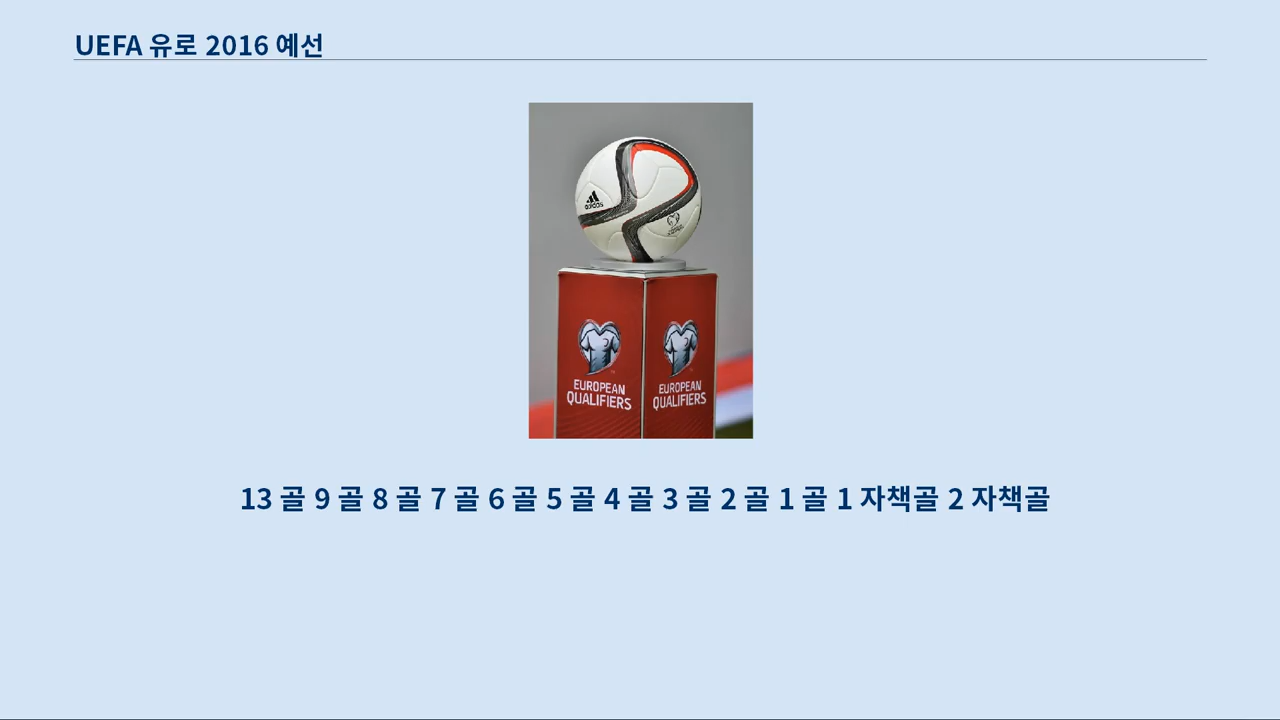 UEFA 유로 2016 예선
adidas
EUROPEAN
QUALIFIERS
EUROPEAN
QUALIFIERS
13 골 9 골 8 골 7 골 6 골 5 골 4 골 3 골 2 골 1 골 1 자책골 2 자책골